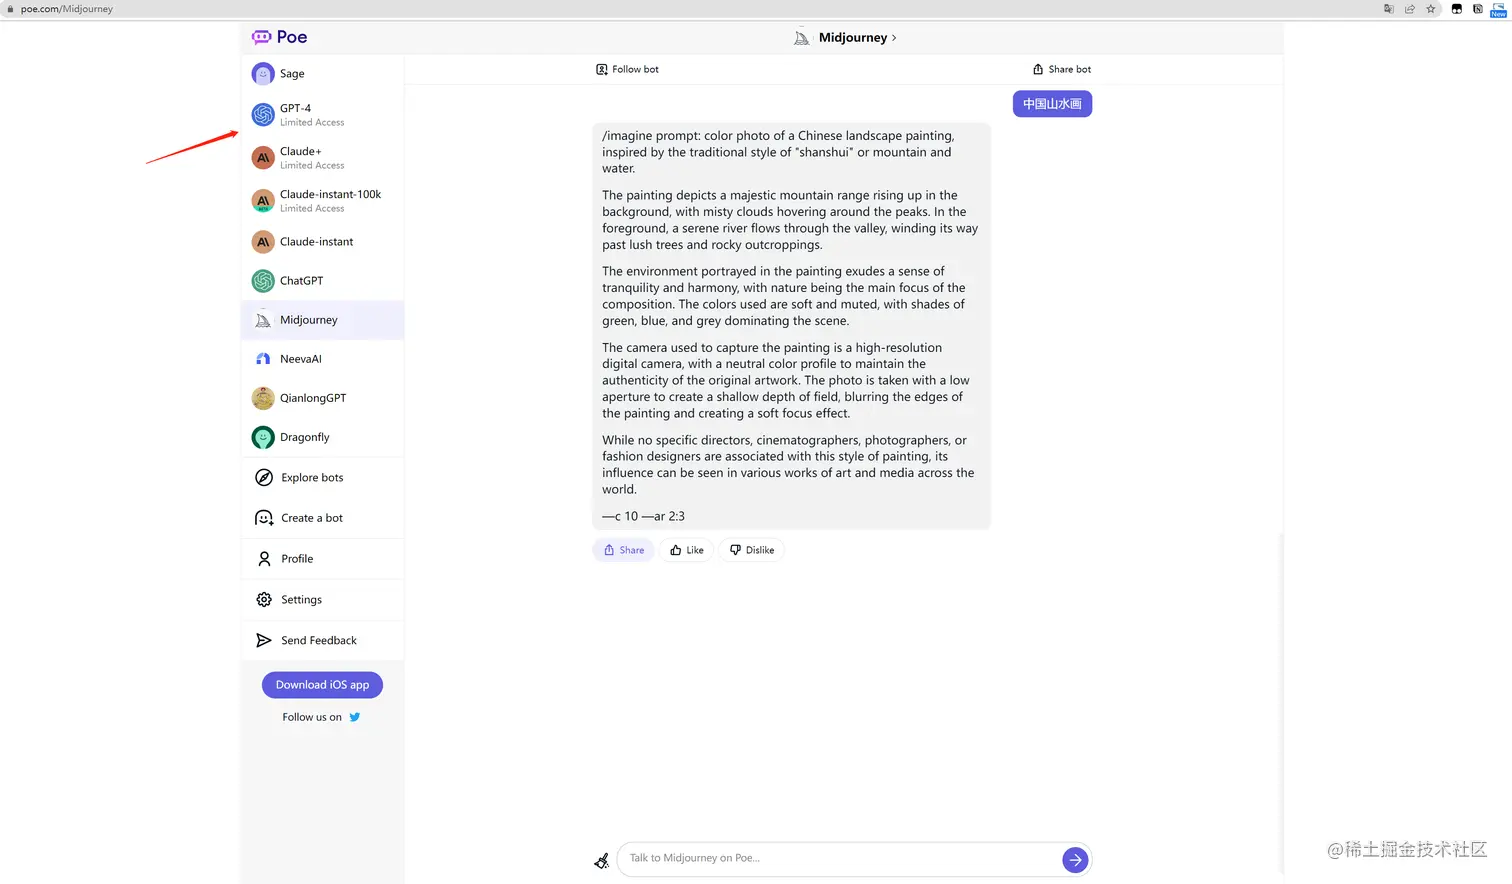 poe.com/Midjourney
New
Poe
Midjourney
Sage
GPT-4
Limited Access
Claude+
Limited Access
Claude-instant-100k
Limited Access
Claude-instant
ChatGPT
Midjourney
NeevaAI
QianlongGPT
Dragonfly
Explore bots
Create a bot
Profile
Settings
Send Feedback
Download iOS app
Follow us on
Follow bot
Share bot
中国山水画
/imagine prompt: color photo of a Chinese landscape painting,
inspired by the traditional style of "shanshui" or mountain and
water.
The painting depicts a majestic mountain range rising up in the
background, with misty clouds hovering around the peaks. In the
foreground, a serene river flows through the valley, winding its way
past lush trees and rocky outcroppings.
The environment portrayed in the painting exudes a sense of
tranquility and harmony, with nature being the main focus of the
composition. The colors used are soft and muted, with shades of
green, blue, and grey dominating the scene.
The camera used to capture the painting is a high-resolution
digital camera, with a neutral color profile to maintain the
authenticity of the original artwork. The photo is taken with a low
aperture to create a shallow depth of field, blurring the edges of
the painting and creating a soft focus effect.
While no specific directors, cinematographers, photographers, or
fashion designers are associated with this style of painting, its
influence can be seen in various works of art and media across the
world.
—c 10 —ar 2:3
Share
Like
Dislike
Talk to Midjourney on Poe...
@稀土掘金技术社区